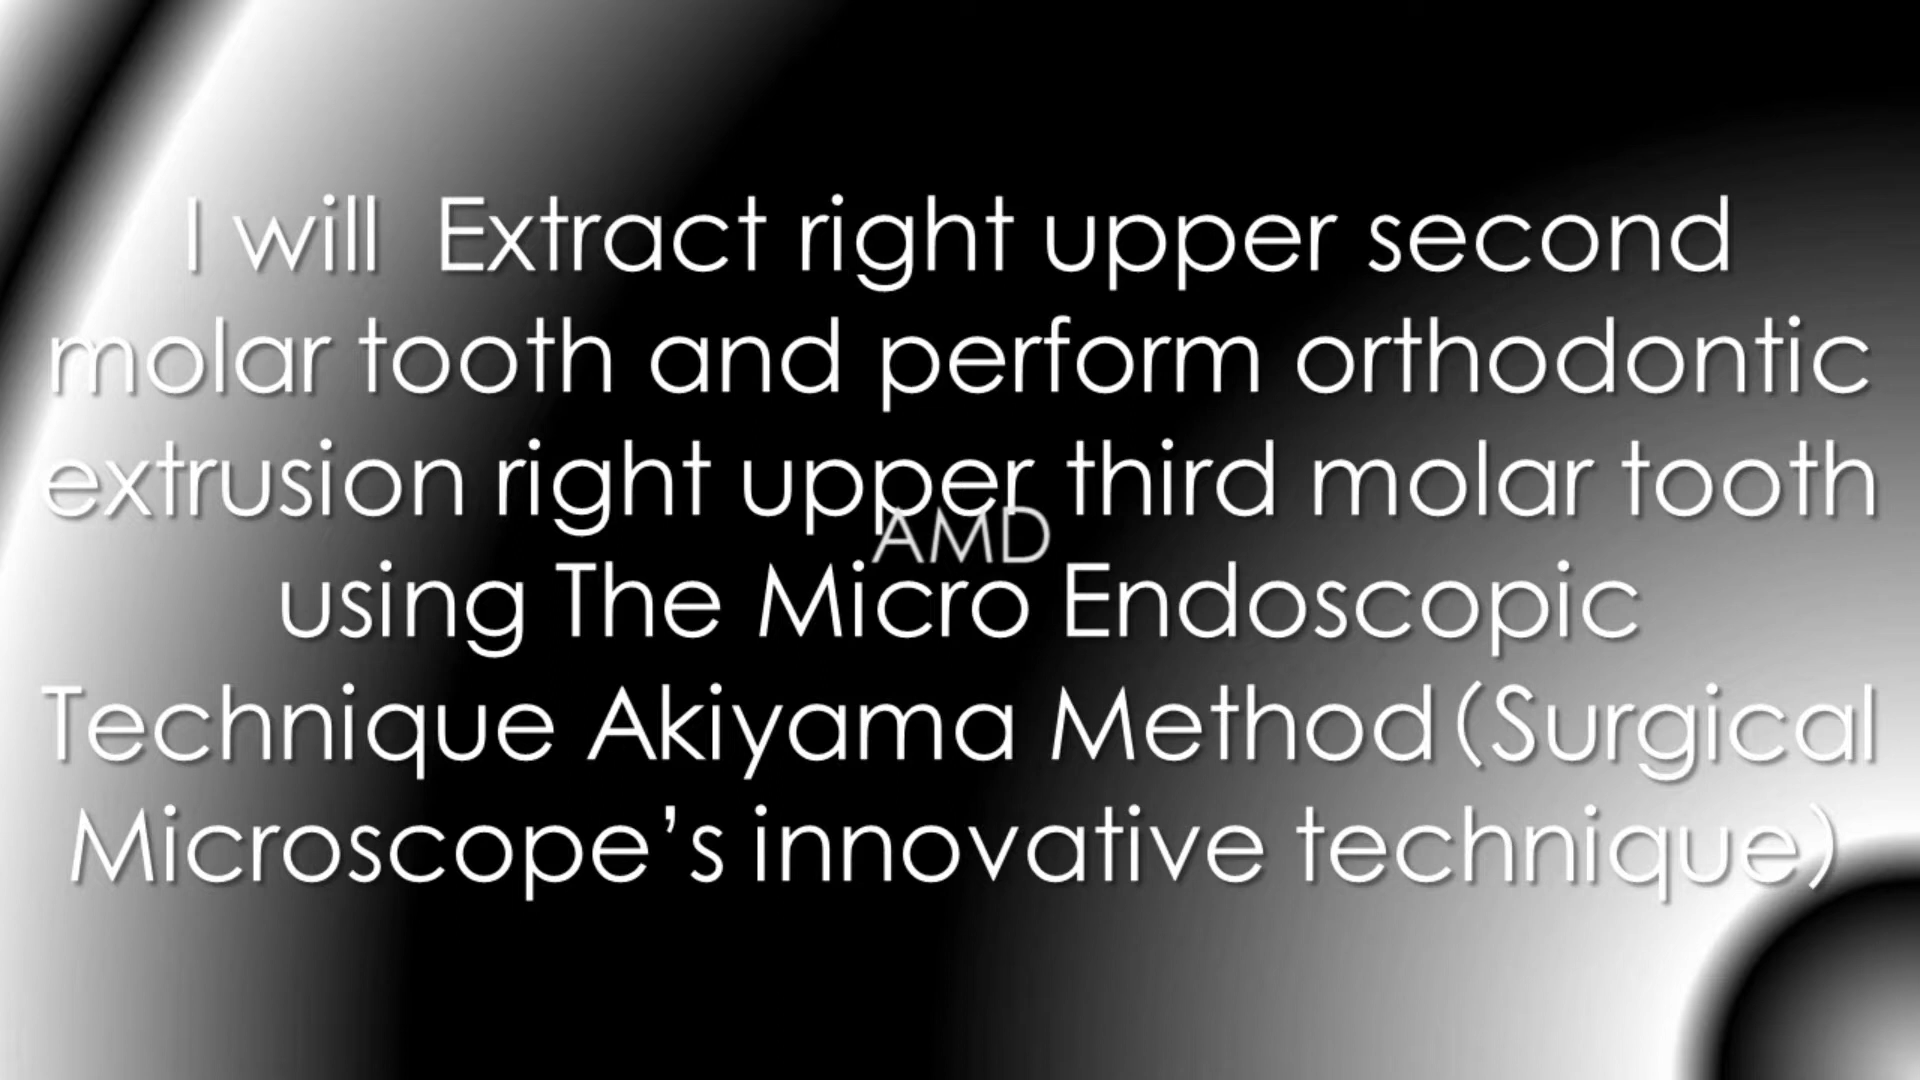 I will  Extract right upper second
molar tooth and perform orthodontic
extrusion right upper third molar tooth
AMD
using The Micro Endoscopic
Technique Akiyama Method(Surgical
Microscope’s innovative technique)